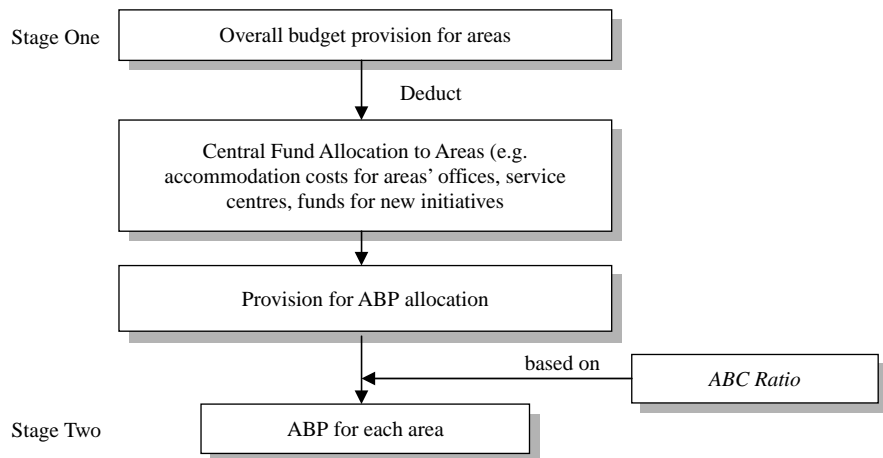 Stage One
Overall budget provision for areas
Deduct
Central Fund Allocation to Areas (e.g.
accommodation costs for areas' offices, service
centres, funds for new initiatives
Provision for ABP allocation
based on
ABC Ratio
Stage Two
ABP for each area